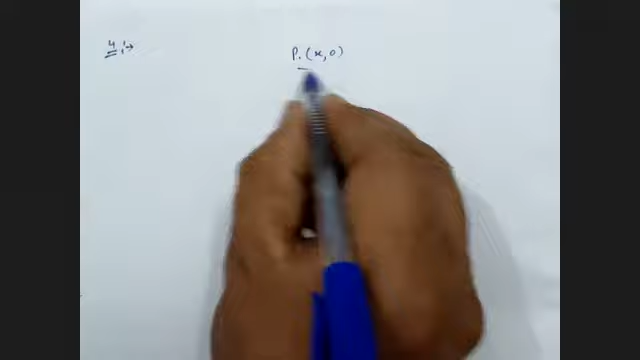 4 :→ P. (x, 0)